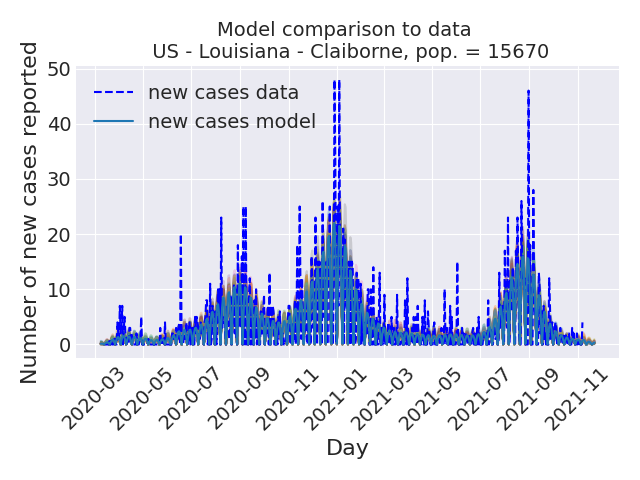 Model comparison to data
US - Louisiana - Claiborne, pop. = 15670
Number of new cases reported
50
40
30
20
10
0
new cases data
new cases model
2020-03
2020-05
2020-07
2020-09
2020-11
2021-01
2021-03
2021-05
2021-07
2021-09
2021-11
Day